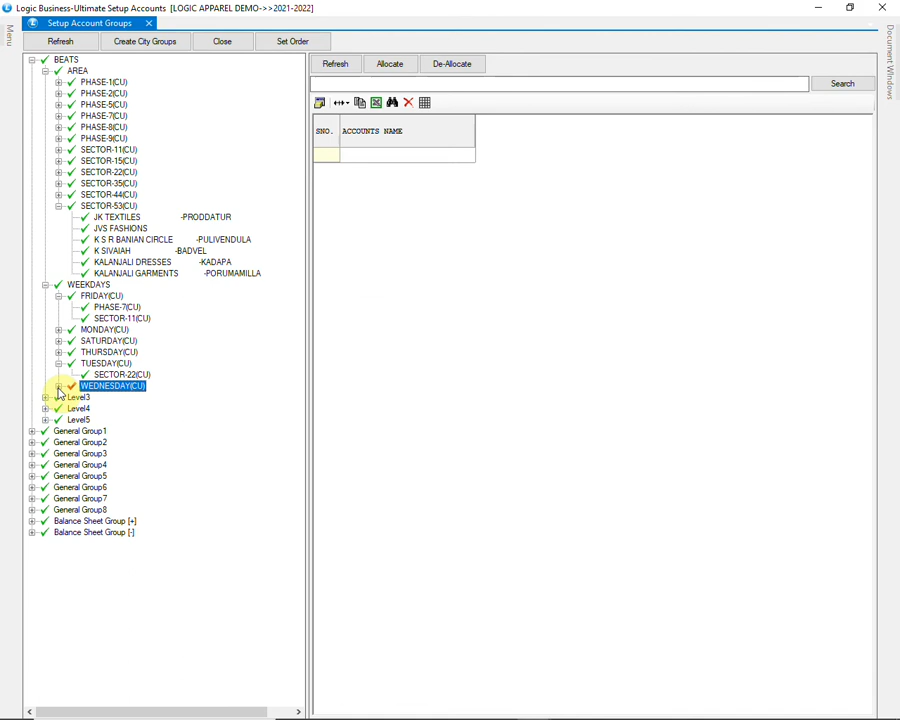 Logic Business-Ultimate Setup Accounts [LOGIC APPAREL DEMO->>2021-2022]
Menu
Setup Account Groups
Document Windows
Refresh Create City Groups Close Set Order
Refresh Allocate De-Allocate
Search
SNO. ACCOUNTS NAME
BEATS
AREA
PHASE-1(CU)
PHASE-2(CU)
PHASE-5(CU)
PHASE-7(CU)
PHASE-8(CU)
PHASE-9(CU)
SECTOR-11(CU)
SECTOR-15(CU)
SECTOR-22(CU)
SECTOR-35(CU)
SECTOR-44(CU)
SECTOR-53(CU)
JK TEXTILES -PRODDATUR
JVS FASHIONS
K S R BANIAN CIRCLE -PULIVENDULA
K SIVAIAH -BADVEL
KALANJALI DRESSES -KADAPA
KALANJALI GARMENTS -PORUMAMILLA
WEEKDAYS
FRIDAY(CU)
PHASE-7(CU)
SECTOR-11(CU)
MONDAY(CU)
SATURDAY(CU)
THURSDAY(CU)
TUESDAY(CU)
SECTOR-22(CU)
WEDNESDAY(CU)
Level3
Level4
Level5
General Group1
General Group2
General Group3
General Group4
General Group5
General Group6
General Group7
General Group8
Balance Sheet Group [+]
Balance Sheet Group [-]